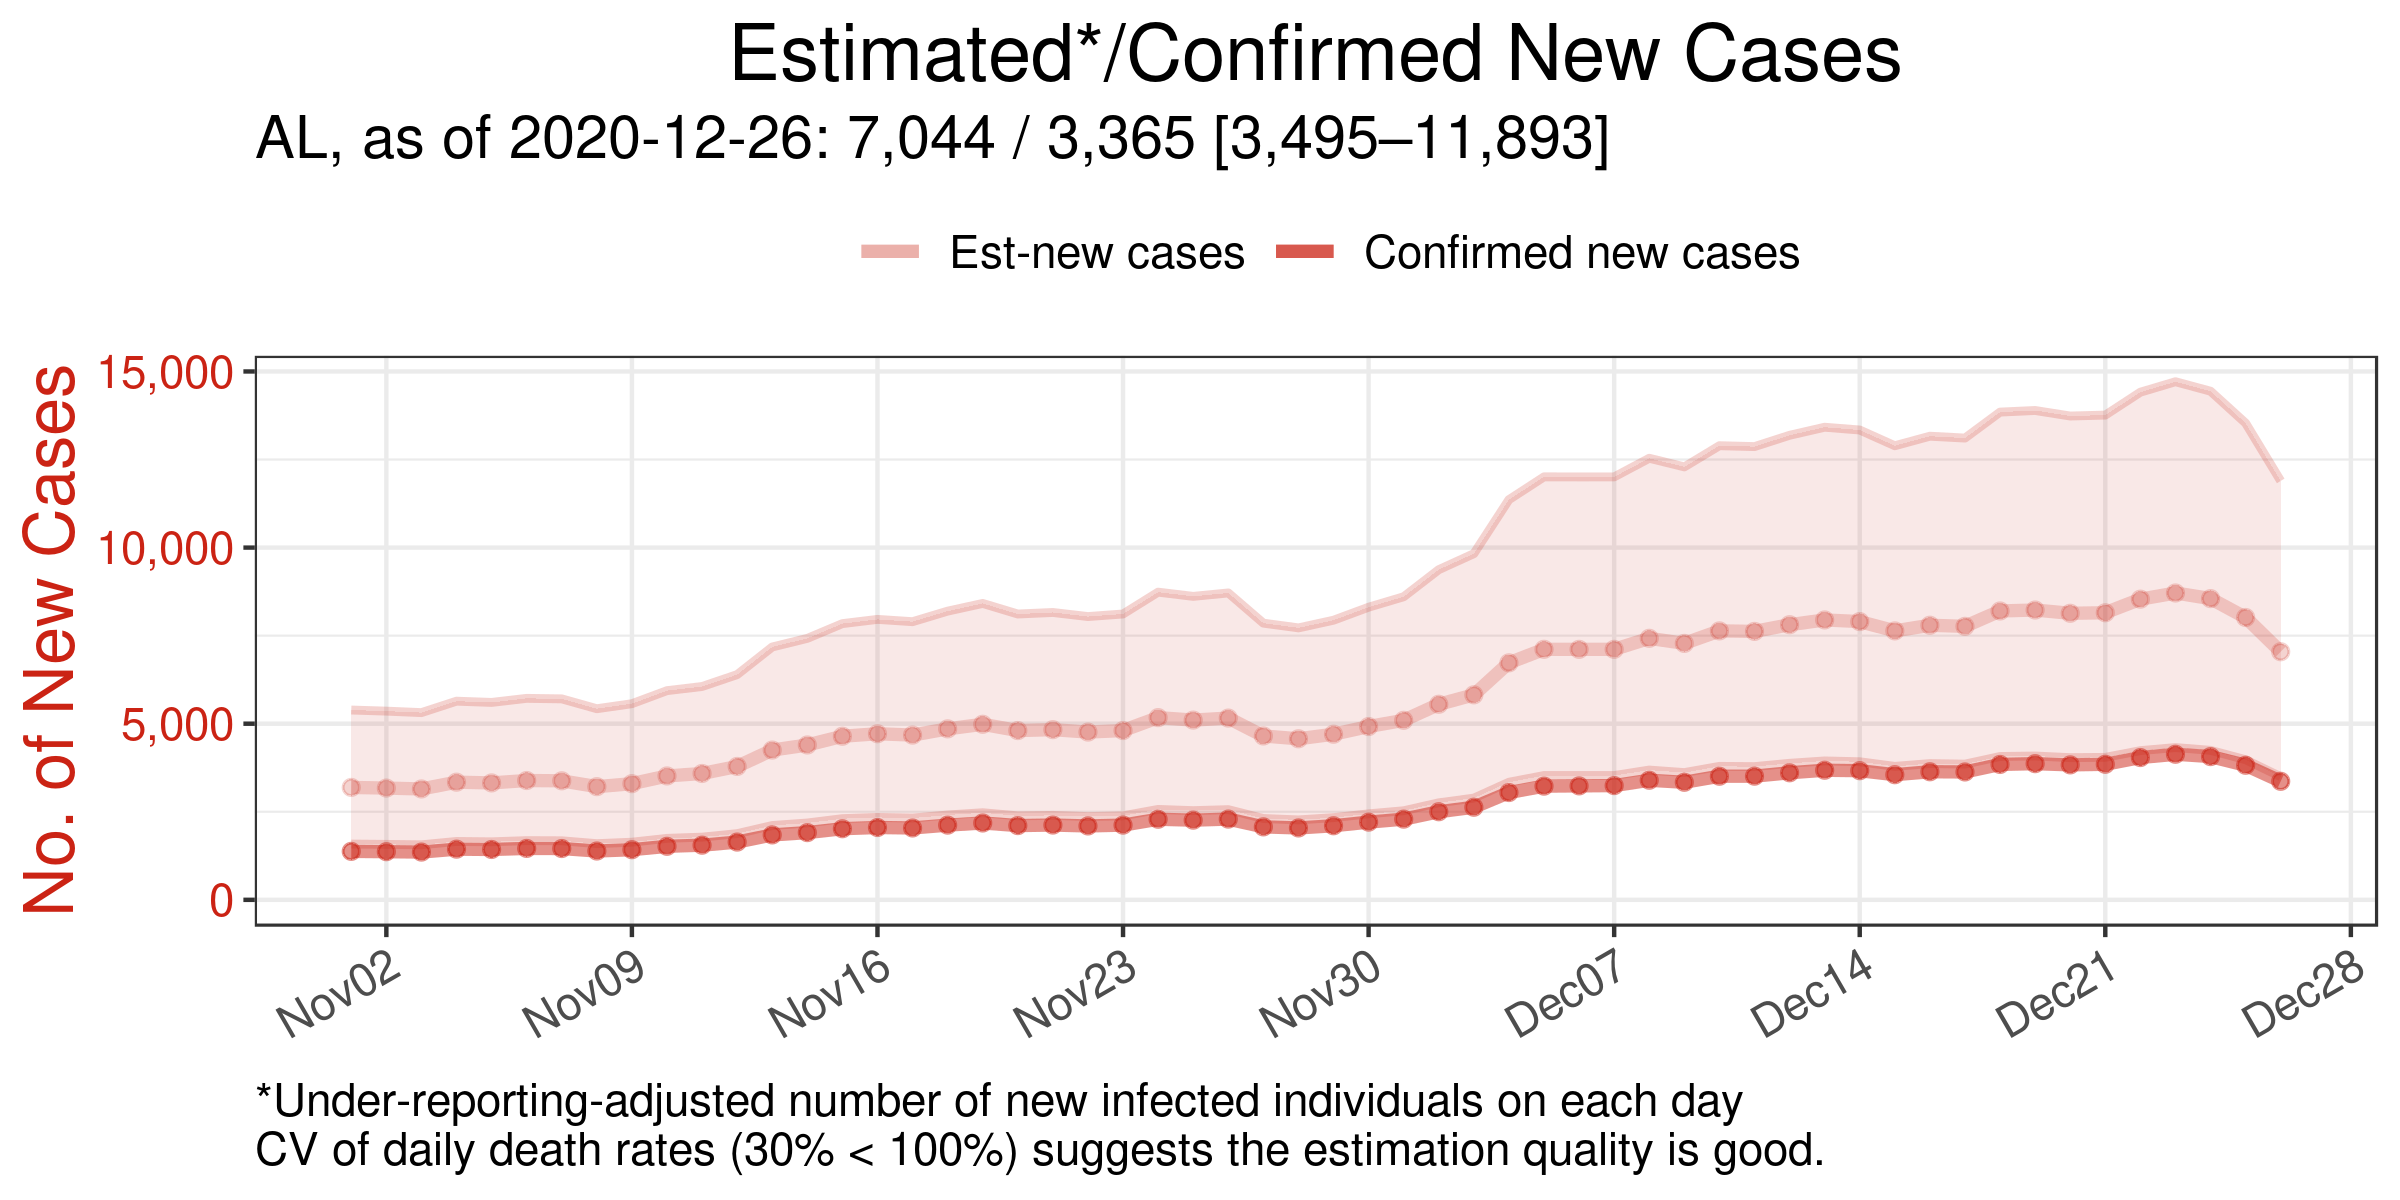 Estimated*/Confirmed New Cases
AL, as of 2020-12-26: 7,044 / 3,365 [3,495–11,893]
Est-new cases
Confirmed new cases
No. of New Cases
15,000
10,000
5,000
0
Nov02
Nov09
Nov16
Nov23
Nov30
Dec07
Dec14
Dec21
Dec28
*Under-reporting-adjusted number of new infected individuals on each day
CV of daily death rates (30% < 100%) suggests the estimation quality is good.